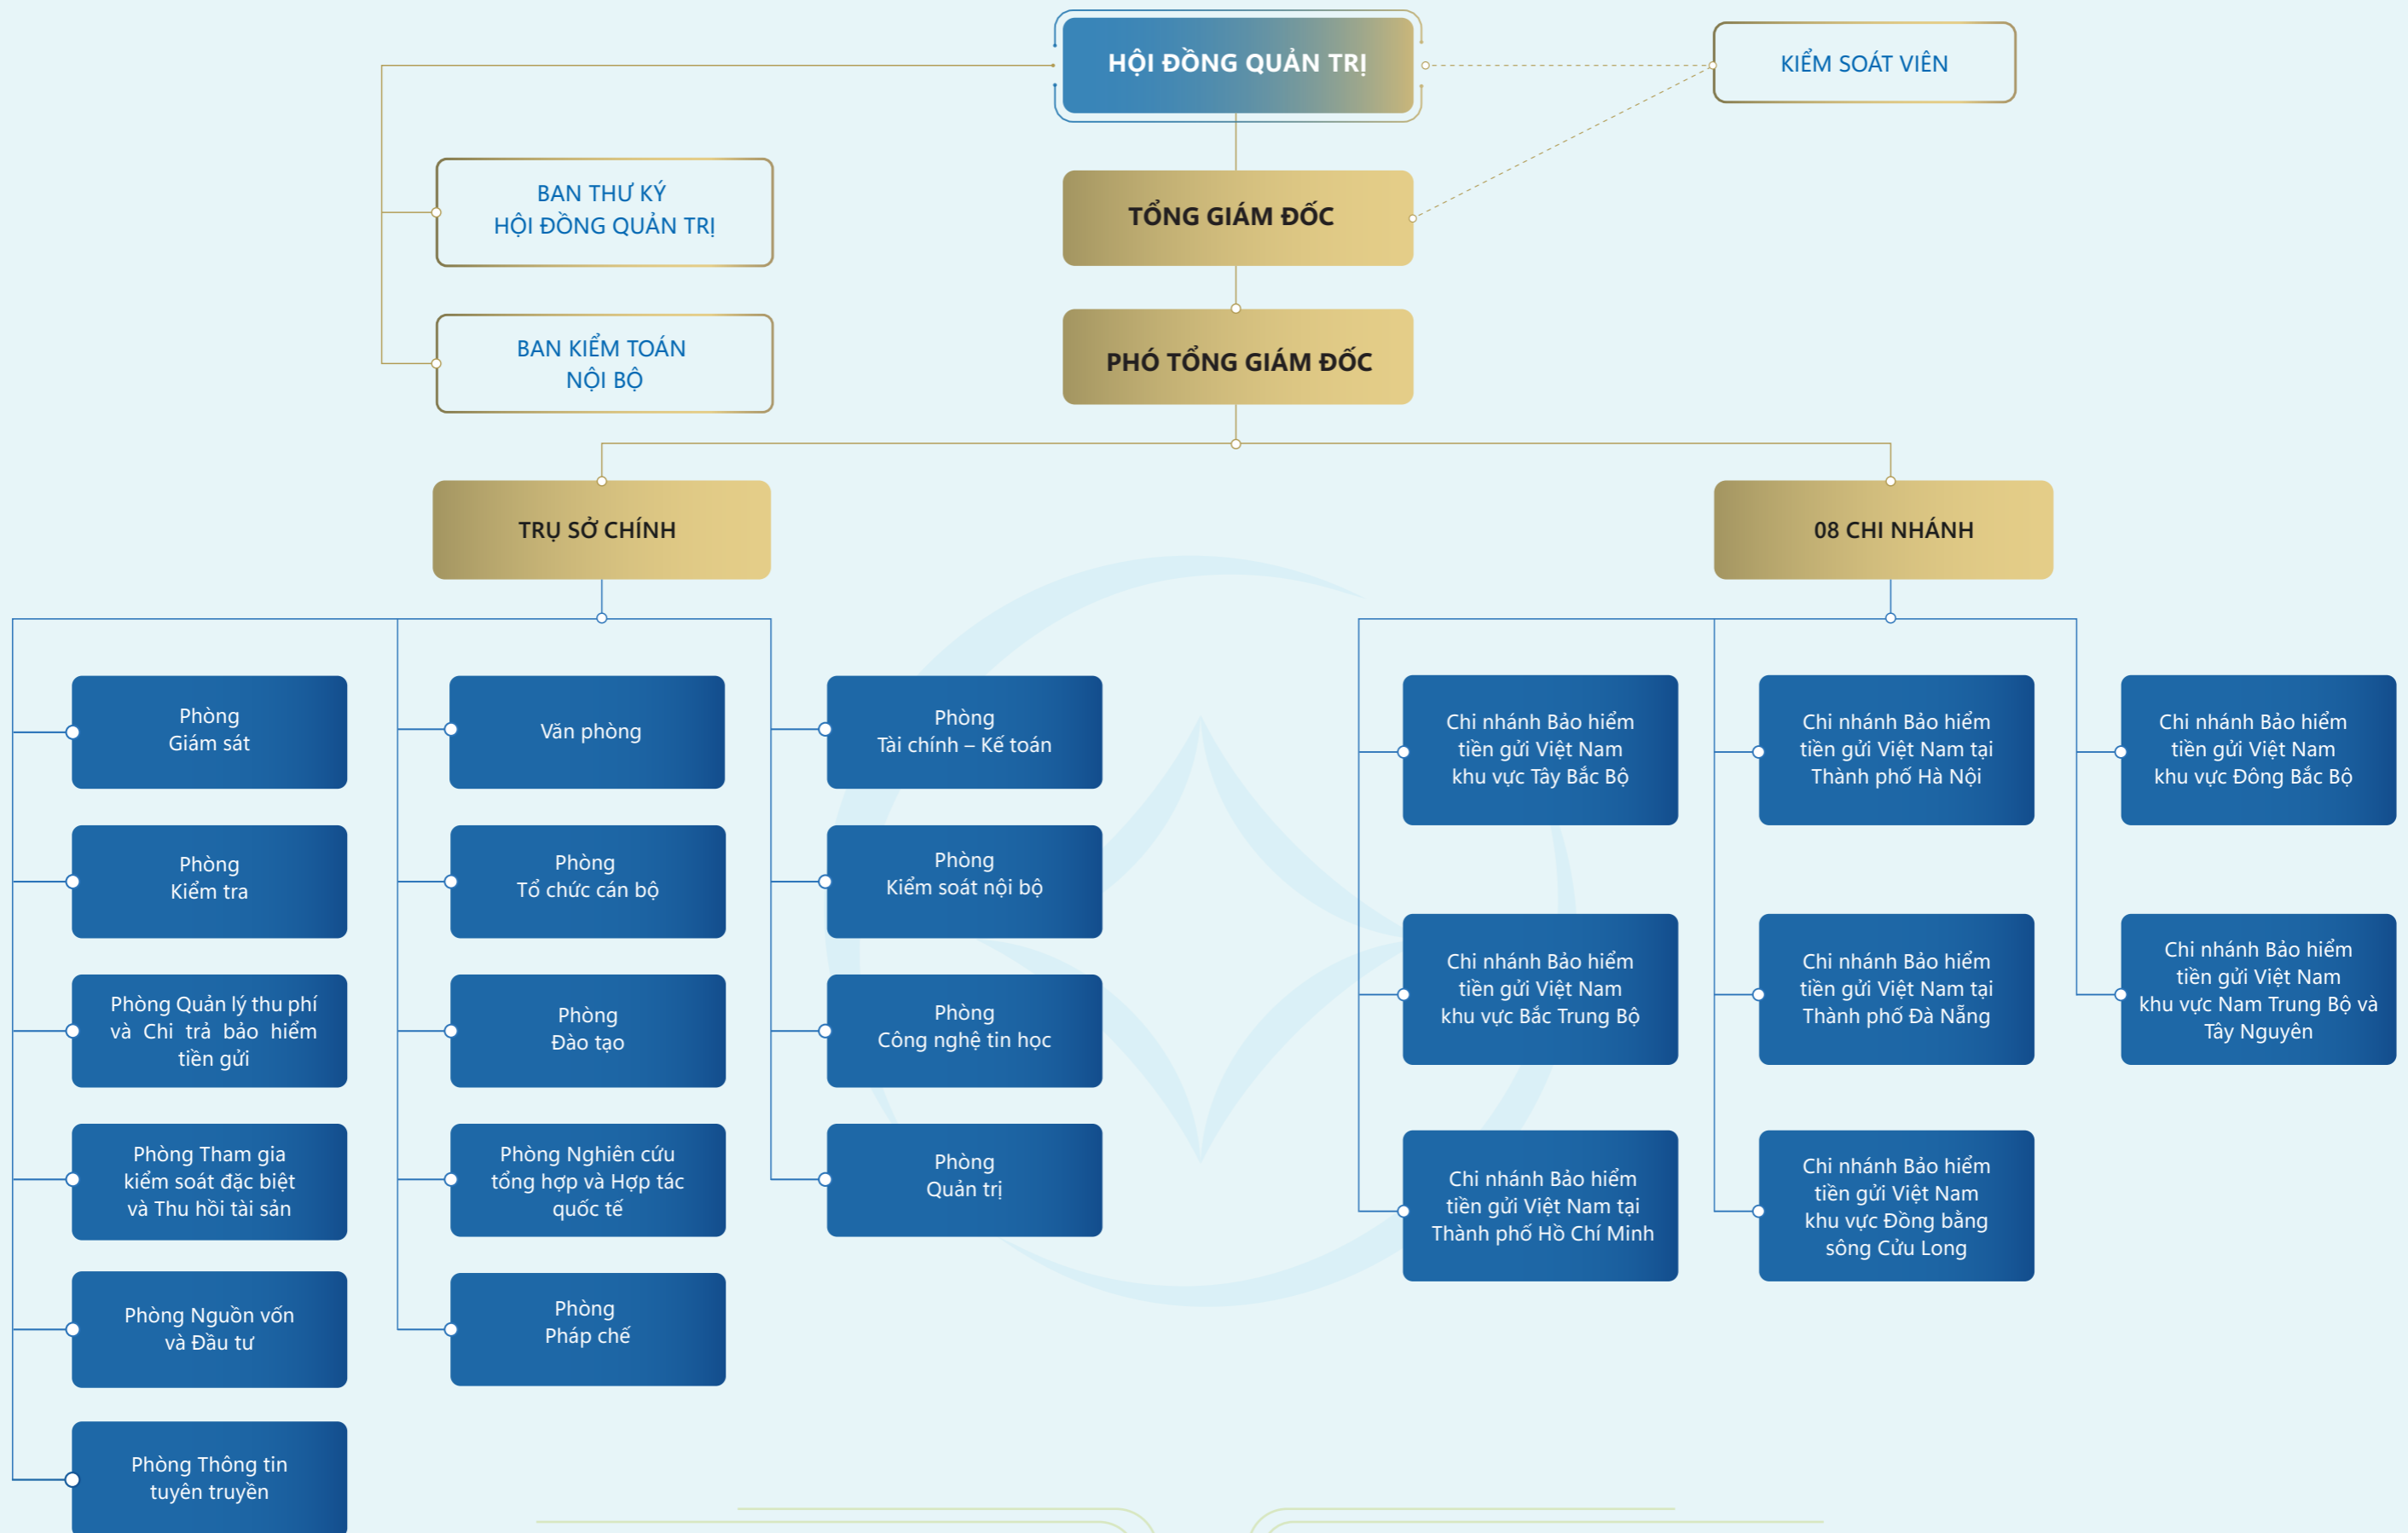 HỘI ĐỒNG QUẢN TRỊ
KIỂM SOÁT VIÊN
BAN THƯ KÝ
HỘI ĐỒNG QUẢN TRỊ
TỔNG GIÁM ĐỐC
BAN KIỂM TOÁN
NỘI BỘ
PHÓ TỔNG GIÁM ĐỐC
TRỤ SỞ CHÍNH
08 CHI NHÁNH
Phòng
Giám sát
Phòng
Kiểm tra
Phòng Quản lý thu phí
và Chi trả bảo hiểm
tiền gửi
Phòng Tham gia
kiểm soát đặc biệt
và Thu hồi tài sản
Phòng Nguồn vốn
và Đầu tư
Phòng Thông tin
tuyên truyền
Văn phòng
Phòng
Tổ chức cán bộ
Phòng
Đào tạo
Phòng Nghiên cứu
tổng hợp và Hợp tác
quốc tế
Phòng
Pháp chế
Phòng
Tài chính – Kế toán
Phòng
Kiểm soát nội bộ
Phòng
Công nghệ tin học
Phòng
Quản trị
Chi nhánh Bảo hiểm
tiền gửi Việt Nam
khu vực Tây Bắc Bộ
Chi nhánh Bảo hiểm
tiền gửi Việt Nam
khu vực Bắc Trung Bộ
Chi nhánh Bảo hiểm
tiền gửi Việt Nam tại
Thành phố Hồ Chí Minh
Chi nhánh Bảo hiểm
tiền gửi Việt Nam tại
Thành phố Hà Nội
Chi nhánh Bảo hiểm
tiền gửi Việt Nam tại
Thành phố Đà Nẵng
Chi nhánh Bảo hiểm
tiền gửi Việt Nam
khu vực Đồng bằng
sông Cửu Long
Chi nhánh Bảo hiểm
tiền gửi Việt Nam
khu vực Đông Bắc Bộ
Chi nhánh Bảo hiểm
tiền gửi Việt Nam
khu vực Nam Trung Bộ và
Tây Nguyên